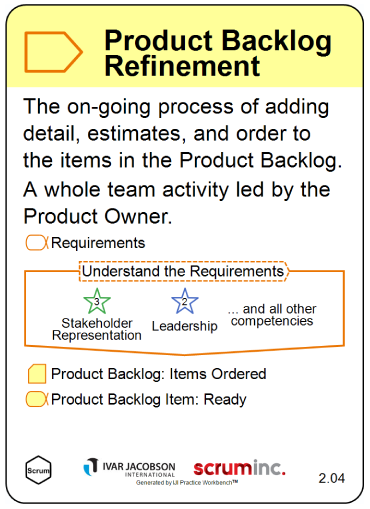 Product Backlog
Refinement
The on-going process of adding
detail, estimates, and order to
the items in the Product Backlog.
A whole team activity led by the
Product Owner.
Requirements
Understand the Requirements
3
Stakeholder
Representation
2
Leadership
... and all other
competencies
Product Backlog: Items Ordered
Product Backlog Item: Ready
Scrum
IVAR JACOBSON
INTERNATIONAL
scruminc.
Generated by IJI Practice Workbench™
2.04